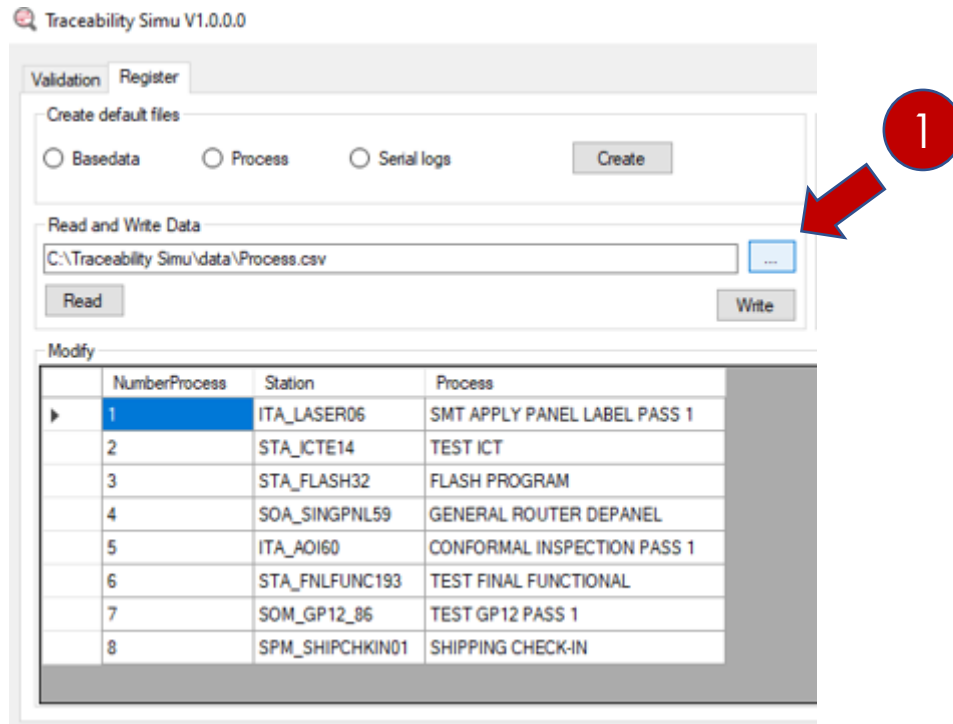 Traceability Simu V1.0.0.0
Validation Register
Create default files
Basedata Process Serial logs Create
1
Read and Write Data
C:\Traceability Simu\data\Process.csv ...
Read Write
Modify
NumberProcess Station Process
1 ITA_LASER06 SMT APPLY PANEL LABEL PASS 1
2 STA_ICTE14 TEST ICT
3 STA_FLASH32 FLASH PROGRAM
4 SOA_SINGPNL59 GENERAL ROUTER DEPANEL
5 ITA_AOI60 CONFORMAL INSPECTION PASS 1
6 STA_FNLFUNC193 TEST FINAL FUNCTIONAL
7 SOM_GP12_86 TEST GP12 PASS 1
8 SPM_SHIPCHKIN01 SHIPPING CHECK-IN